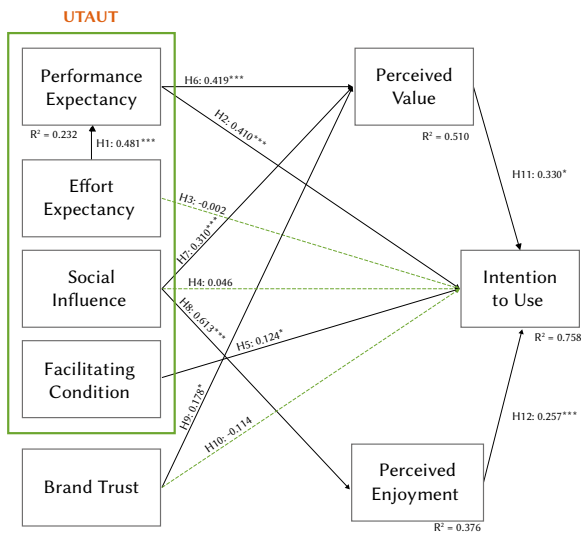 UTAUT
Performance
Expectancy
R² = 0.232
H1: 0.481***
Effort
Expectancy
Social
Influence
Facilitating
Condition
Brand Trust
H6: 0.419***
H2: 0.410***
H3: -0.002
H7: 0.310***
H4: 0.046
H8: 0.613***
H5: 0.124*
H9: 0.178*
H10: -0.114
Perceived
Value
R² = 0.510
H11: 0.330*
Intention
to Use
R² = 0.758
H12: 0.257***
Perceived
Enjoyment
R² = 0.376